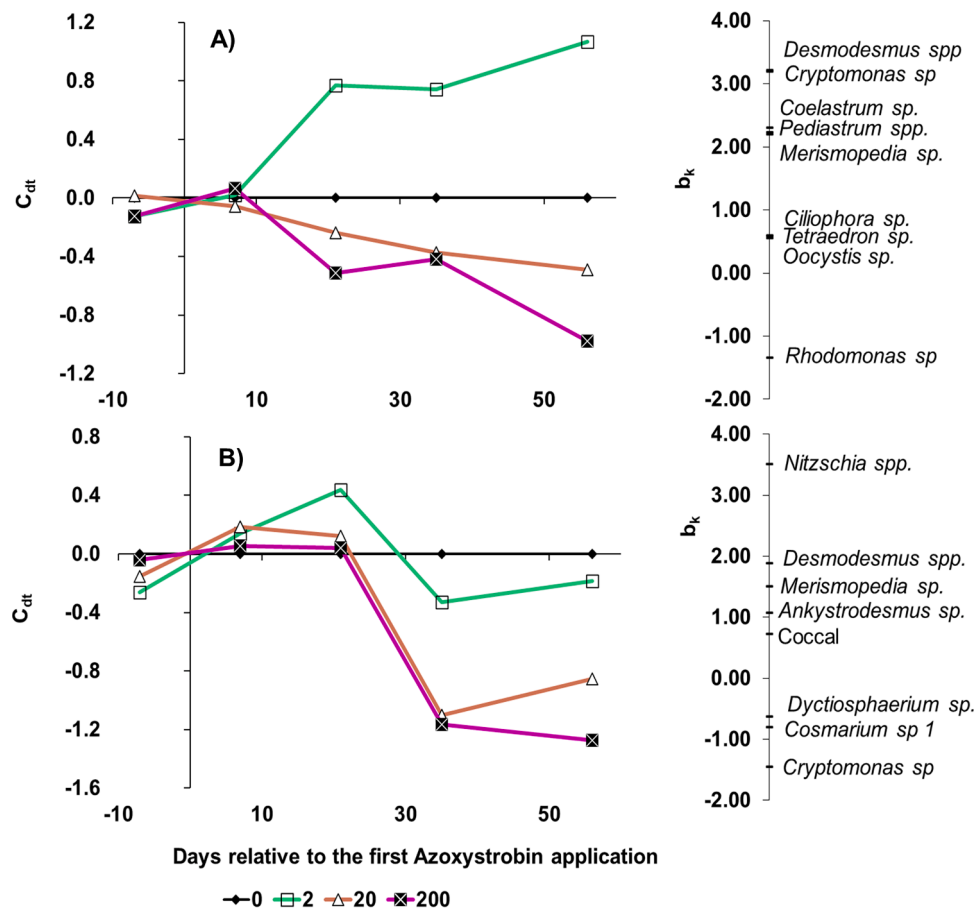 A)
1.2
0.8
0.4
0.0
-0.4
-0.8
-1.2
C_dt
-10
10
30
50
4.00
3.00
2.00
1.00
0.00
-1.00
-2.00
b_k
Desmodesmus spp
Cryptomonas sp
Coelastrum sp.
Pediastrum spp.
Merismopedia sp.
Ciliophora sp.
Tetraedron sp.
Oocystis sp.
Rhodomonas sp
B)
0.8
0.4
0.0
-0.4
-0.8
-1.2
-1.6
C_dt
-10
10
30
50
4.00
3.00
2.00
1.00
0.00
-1.00
-2.00
b_k
Nitzschia spp.
Desmodesmus spp.
Merismopedia sp.
Ankystrodesmus sp.
Coccal
Dyctiosphaerium sp.
Cosmarium sp 1
Cryptomonas sp
Days relative to the first Azoxystrobin application
0 2 20 200